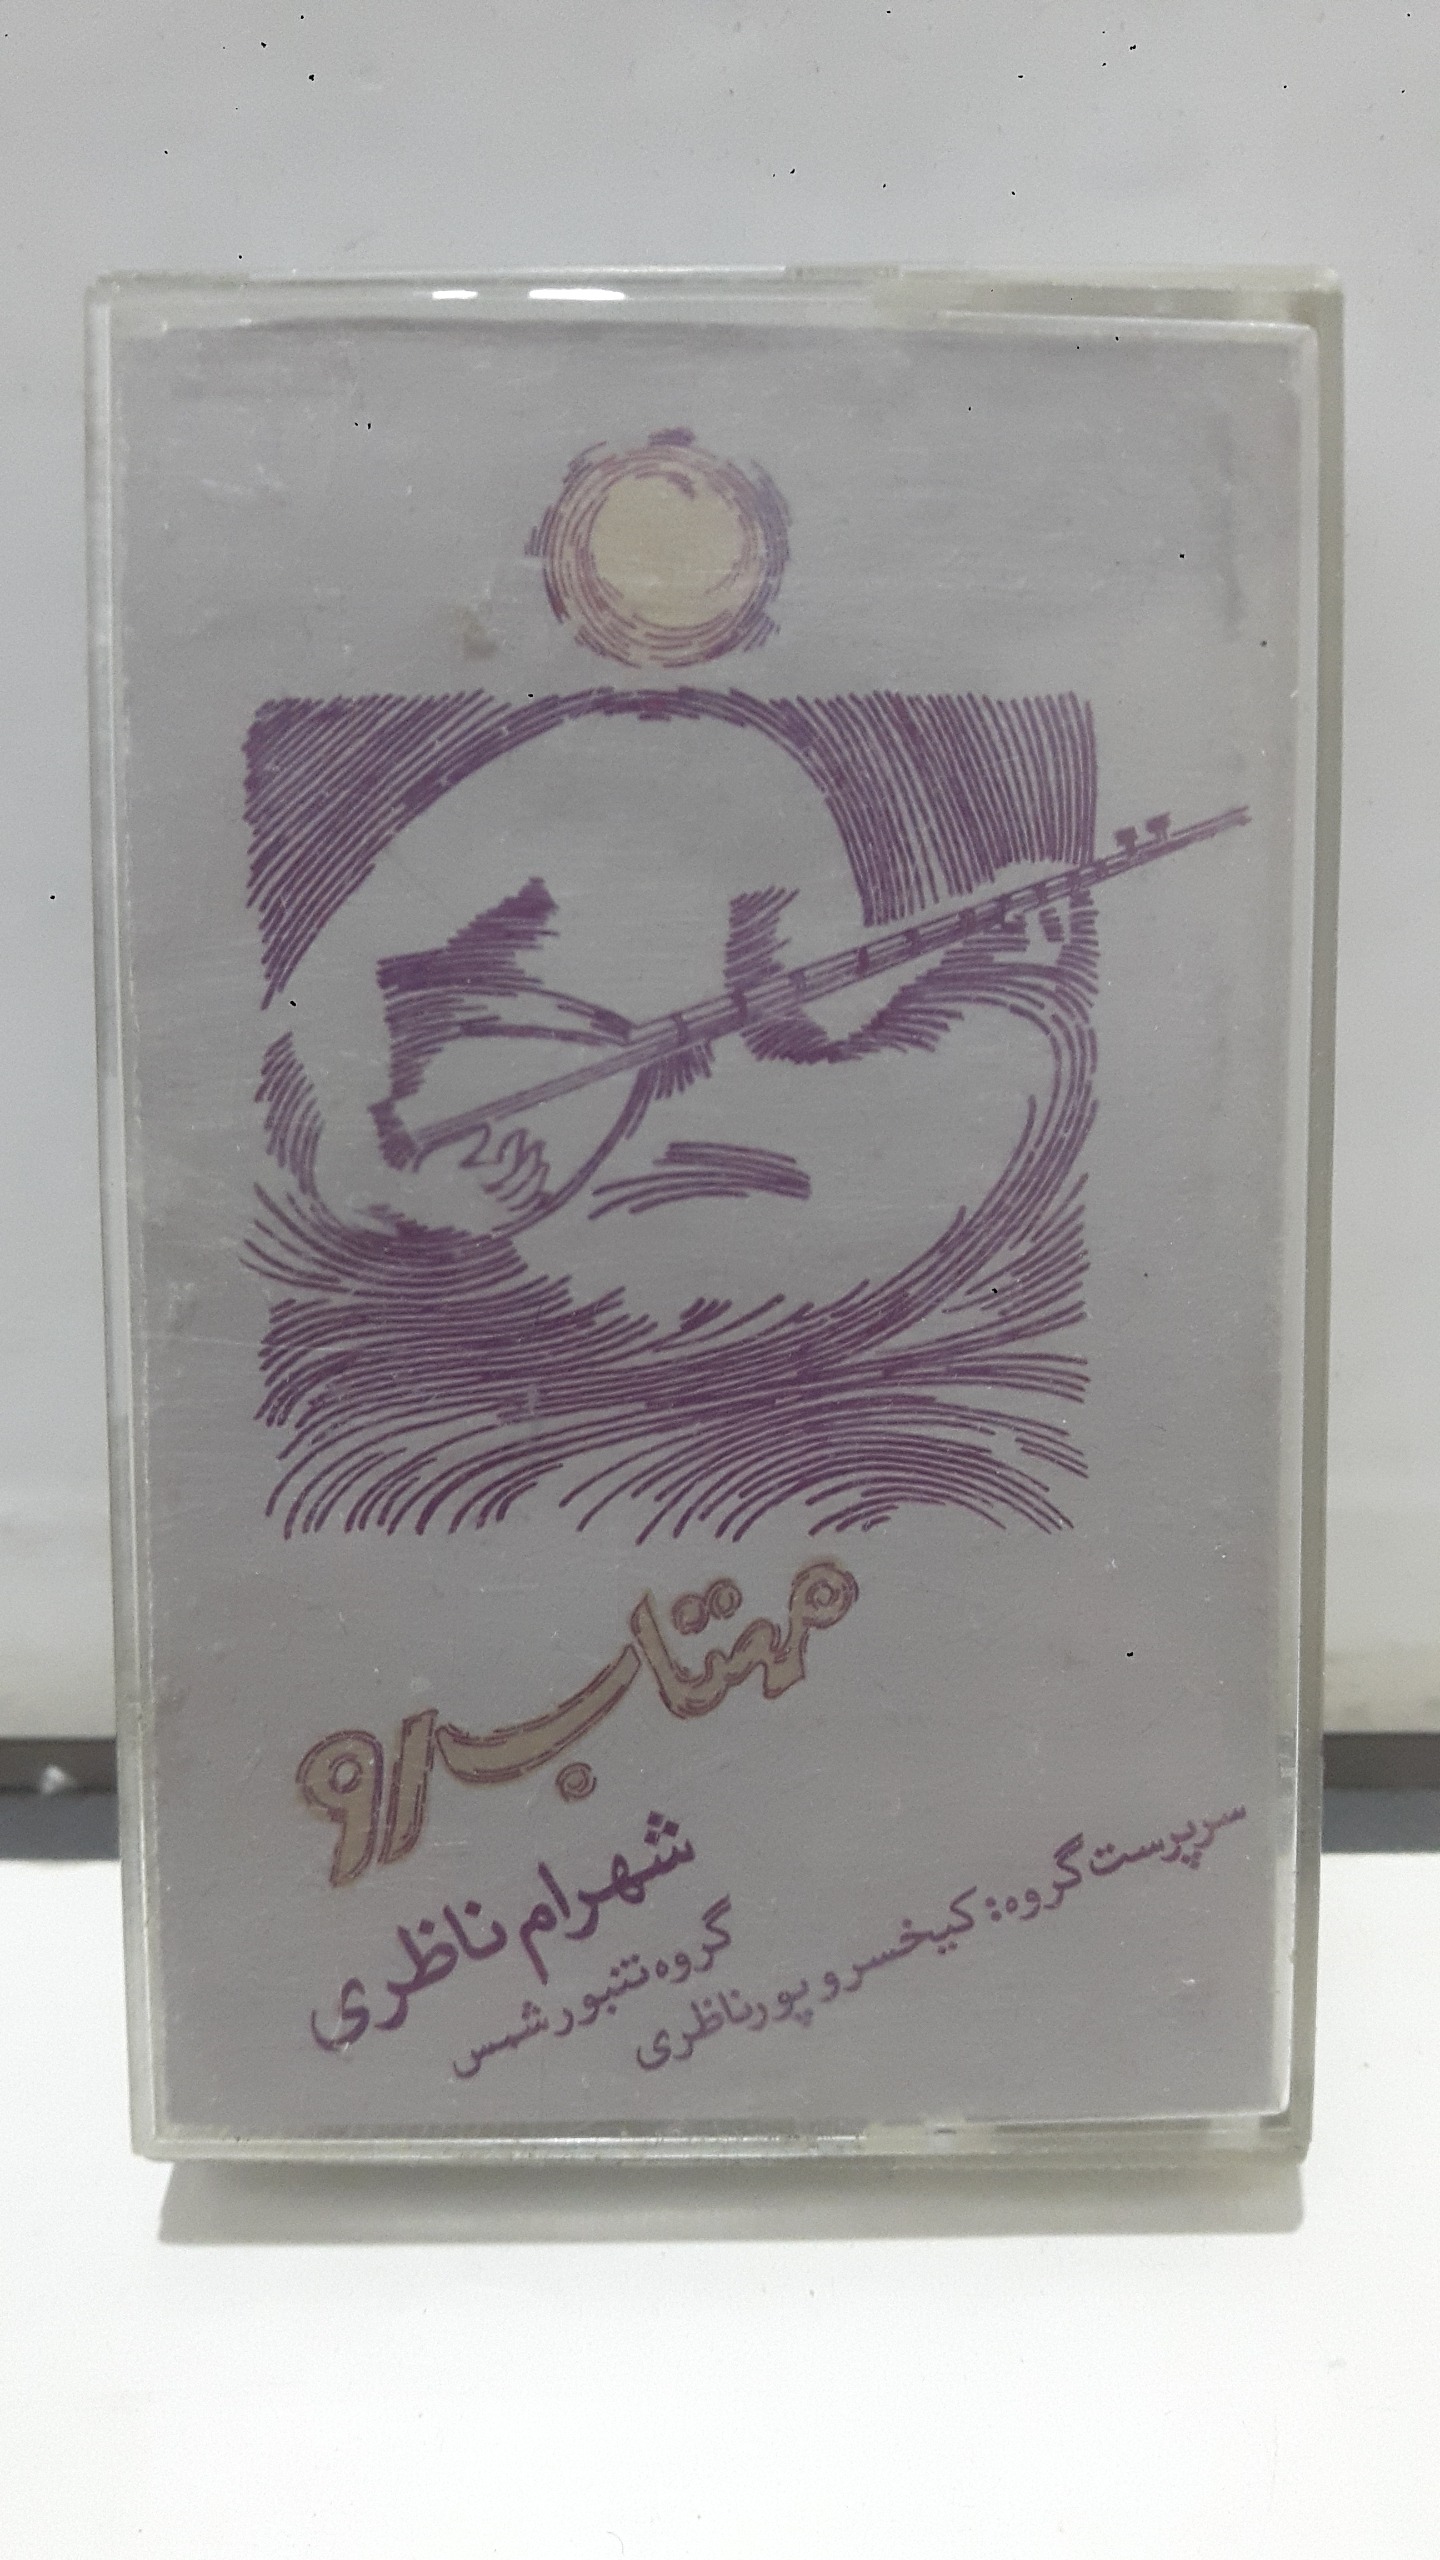 مهتاب رو
شهرام ناظری
گروه تنبور شمس
سرپرست گروه: کیخسرو پورناظری